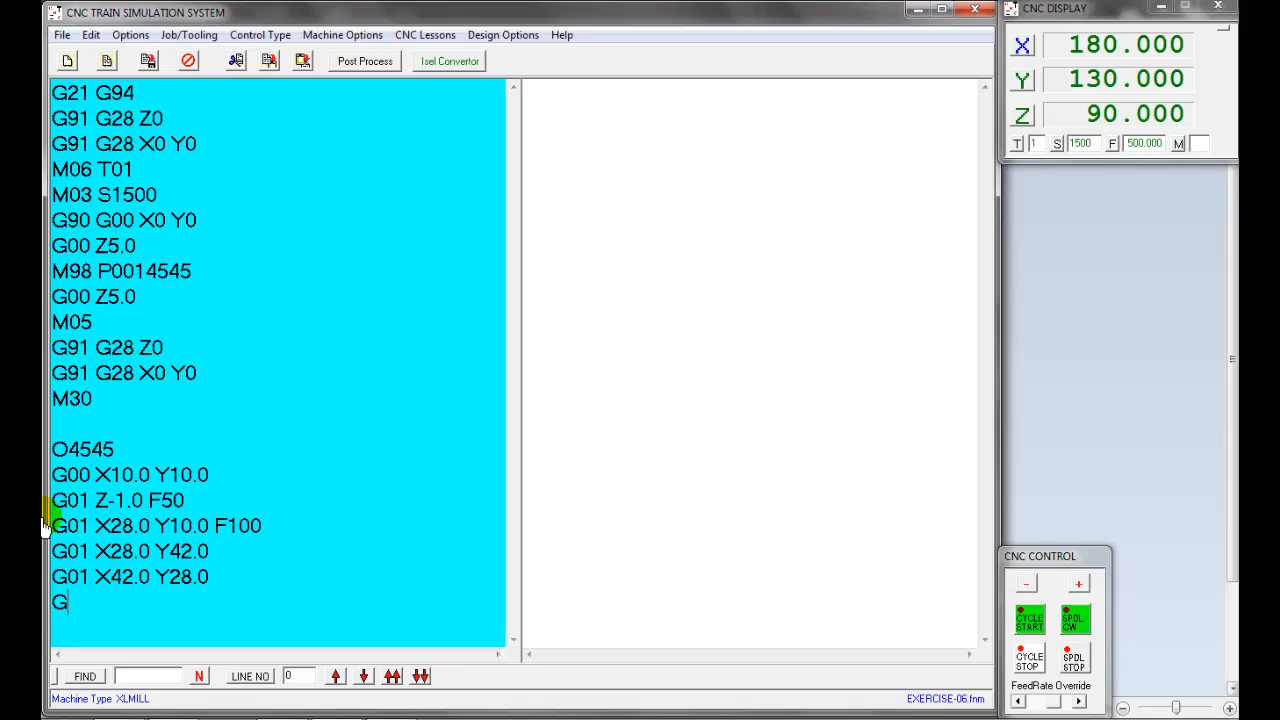 CNC TRAIN SIMULATION SYSTEM
File Edit Options Job/Tooling Control Type Machine Options CNC Lessons Design Options Help
Post Process Isel Convertor
G21 G94
G91 G28 Z0
G91 G28 X0 Y0
M06 T01
M03 S1500
G90 G00 X0 Y0
G00 Z5.0
M98 P0014545
G00 Z5.0
M05
G91 G28 Z0
G91 G28 X0 Y0
M30
O4545
G00 X10.0 Y10.0
G01 Z-1.0 F50
G01 X28.0 Y10.0 F100
G01 X28.0 Y42.0
G01 X42.0 Y28.0
G
FIND N LINE NO 0
Machine Type XLMILL EXERCISE-06.fnm
CNC DISPLAY
X 180.000
Y 130.000
Z 90.000
T 1 S 1500 F 500.000 M
CNC CONTROL
- +
CYCLE START SPDL CW
CYCLE STOP SPDL STOP
FeedRate Override